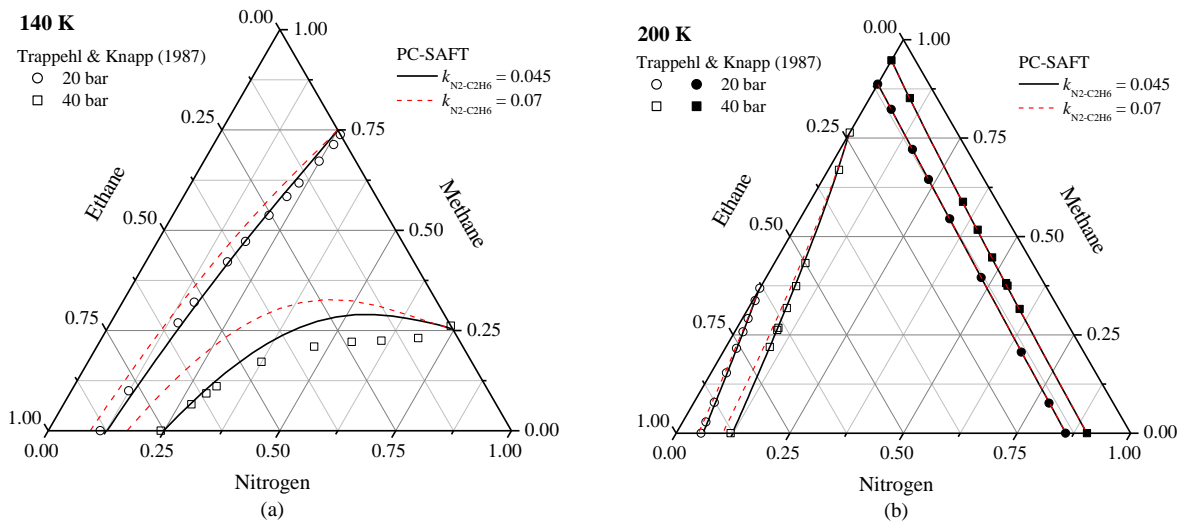 140 K
Trappehl & Knapp (1987)
20 bar
40 bar
PC-SAFT
k_N2-C2H6 = 0.045
k_N2-C2H6 = 0.07
0.00
1.00
0.25
0.75
Ethane
Methane
0.50
0.50
0.75
0.25
1.00
0.00
0.00
0.25
0.50
0.75
1.00
Nitrogen
(a)
200 K
Trappehl & Knapp (1987)
20 bar
40 bar
PC-SAFT
k_N2-C2H6 = 0.045
k_N2-C2H6 = 0.07
0.00
1.00
0.25
0.75
Ethane
Methane
0.50
0.50
0.75
0.25
1.00
0.00
0.00
0.25
0.50
0.75
1.00
Nitrogen
(b)